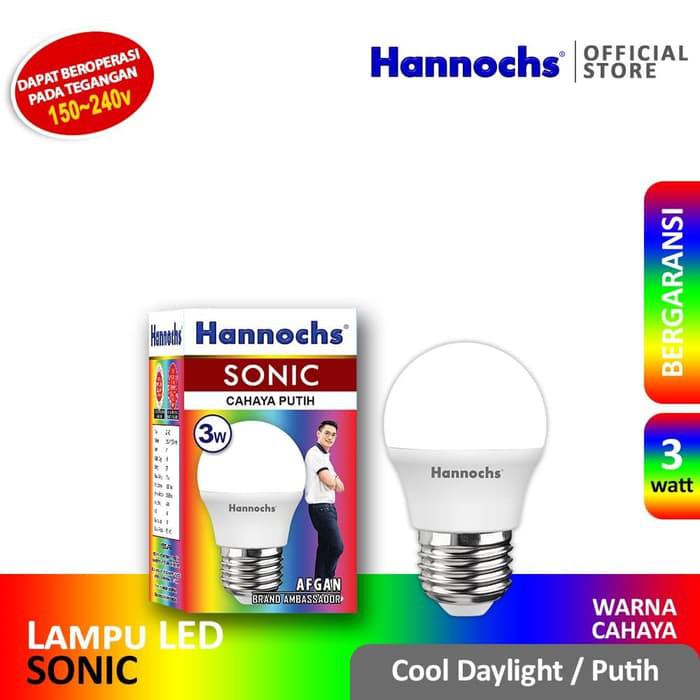 DAPAT BEROPERASI
PADA TEGANGAN
150~240v
Hannochs®
OFFICIAL
STORE
BERGARANSI
3
watt
Hannochs®
SONIC
CAHAYA PUTIH
3W
Hannochs
AFGAN
BRAND AMBASSADOR
Hannochs
LAMPU LED
SONIC
WARNA
CAHAYA
Cool Daylight / Putih